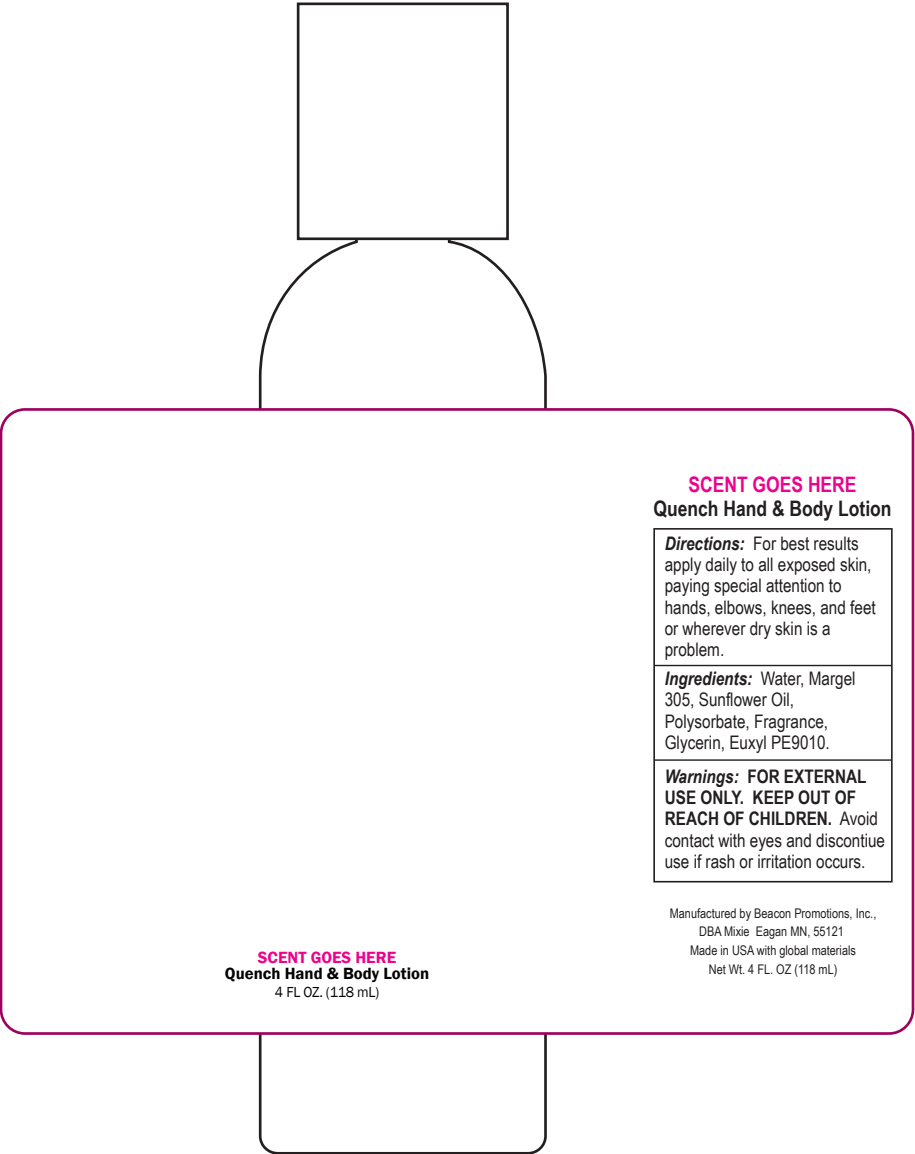 SCENT GOES HERE
Quench Hand & Body Lotion
Directions: For best results
apply daily to all exposed skin,
paying special attention to
hands, elbows, knees, and feet
or wherever dry skin is a
problem.
Ingredients: Water, Margel
305, Sunflower Oil,
Polysorbate, Fragrance,
Glycerin, Euxyl PE9010.
Warnings: FOR EXTERNAL
USE ONLY. KEEP OUT OF
REACH OF CHILDREN. Avoid
contact with eyes and discontiue
use if rash or irritation occurs.
Manufactured by Beacon Promotions, Inc.,
DBA Mixie Eagan MN, 55121
Made in USA with global materials
Net Wt. 4 FL. OZ (118 mL)
SCENT GOES HERE
Quench Hand & Body Lotion
4 FL OZ. (118 mL)